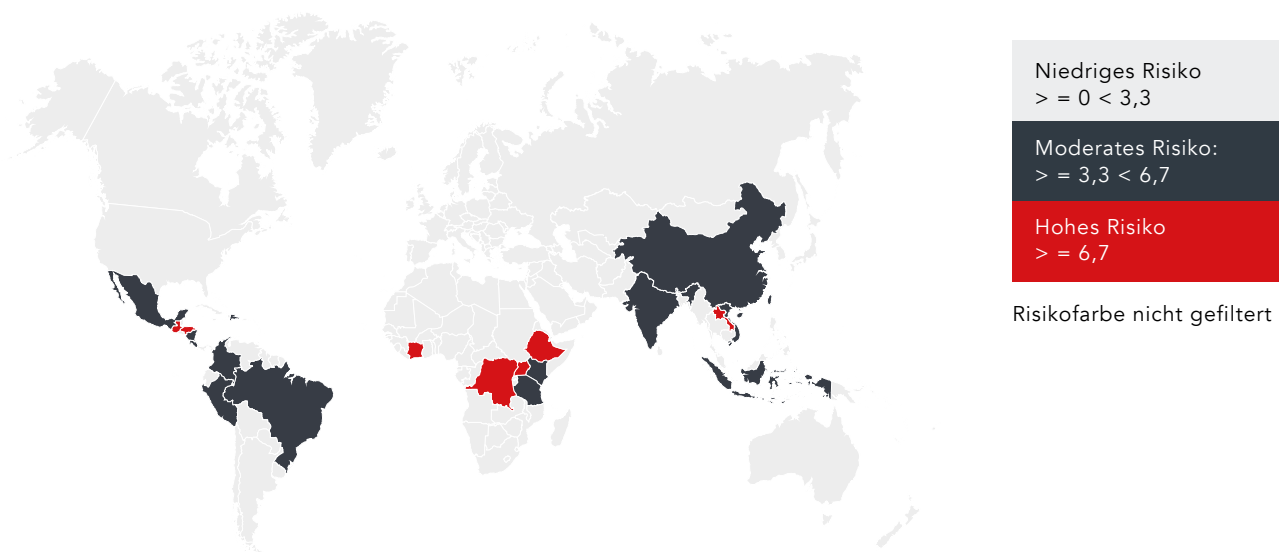 Niedriges Risiko
> = 0 < 3,3
Moderates Risiko:
> = 3,3 < 6,7
Hohes Risiko
> = 6,7
Risikofarbe nicht gefiltert